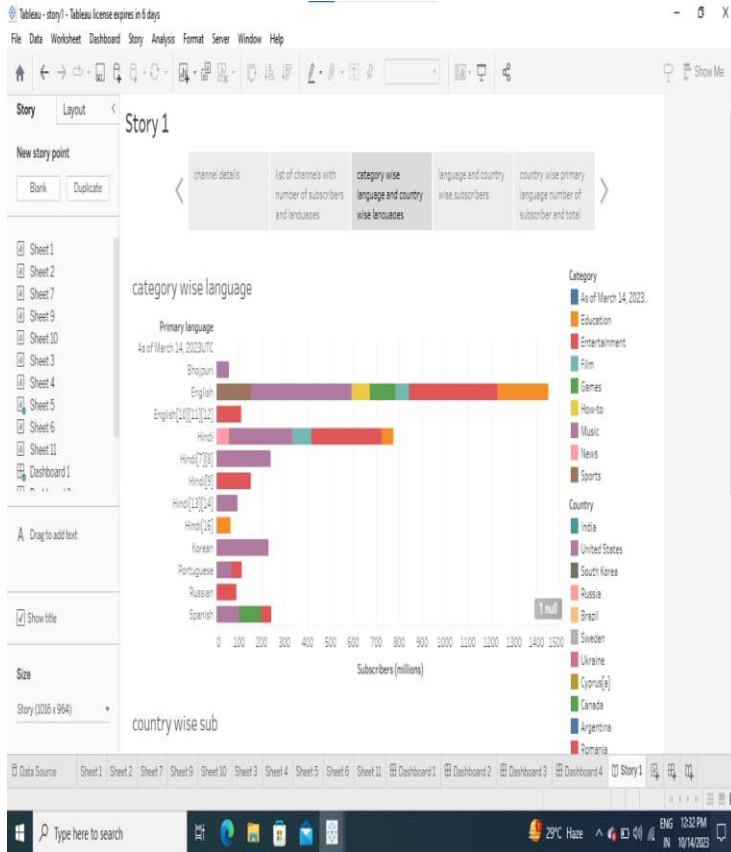 Tableau - story1 - Tableau license expires in 6 days
File Data Worksheet Dashboard Story Analysis Format Server Window Help
Show Me
Story Layout
Story 1
New story point
Blank Duplicate
channel details
list of channels with
number of subscribers
and languages
category wise
language and country
wise languages
language and country
wise subscribers
country wise primary
language number of
subscriber and total
Sheet 1
Sheet 2
Sheet 7
Sheet 9
Sheet 10
Sheet 3
Sheet 4
Sheet 5
Sheet 6
Sheet 11
Dashboard 1
Drag to add text
Show title
Size
Story (1016 x 964)
category wise language
Primary language
As of March 14, 2023UTC
Bhojpuri
English
English[10][11][12]
Hindi
Hindi[7][8]
Hindi[9]
Hindi[13][14]
Hindi[16]
Korean
Portuguese
Russian
Spanish
1 null
0 100 200 300 400 500 600 700 800 900 1000 1100 1200 1300 1400 1500
Subscribers (millions)
country wise sub
Category
As of March 14, 2023..
Education
Entertainment
Film
Games
How-to
Music
News
Sports
Country
India
United States
South Korea
Russia
Brazil
Sweden
Ukraine
Cyprus[a]
Canada
Argentina
Romania
Data Source Sheet 1 Sheet 2 Sheet 7 Sheet 9 Sheet 10 Sheet 3 Sheet 4 Sheet 5 Sheet 6 Sheet 11 Dashboard 1 Dashboard 2 Dashboard 3 Dashboard 4 Story 1
Type here to search
29°C Haze
ENG 12:32 PM
IN 10/14/2023